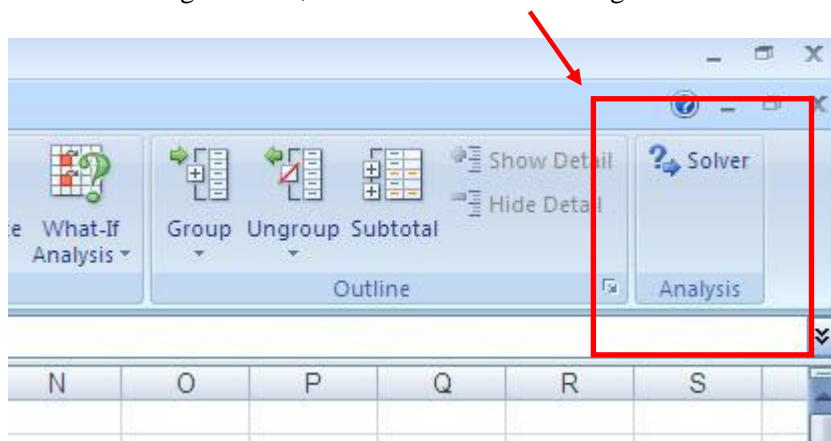 Show Detail
Solver
Hide Detail
What-If
Group
Ungroup
Subtotal
Analysis
Outline
Analysis
N O P Q R S